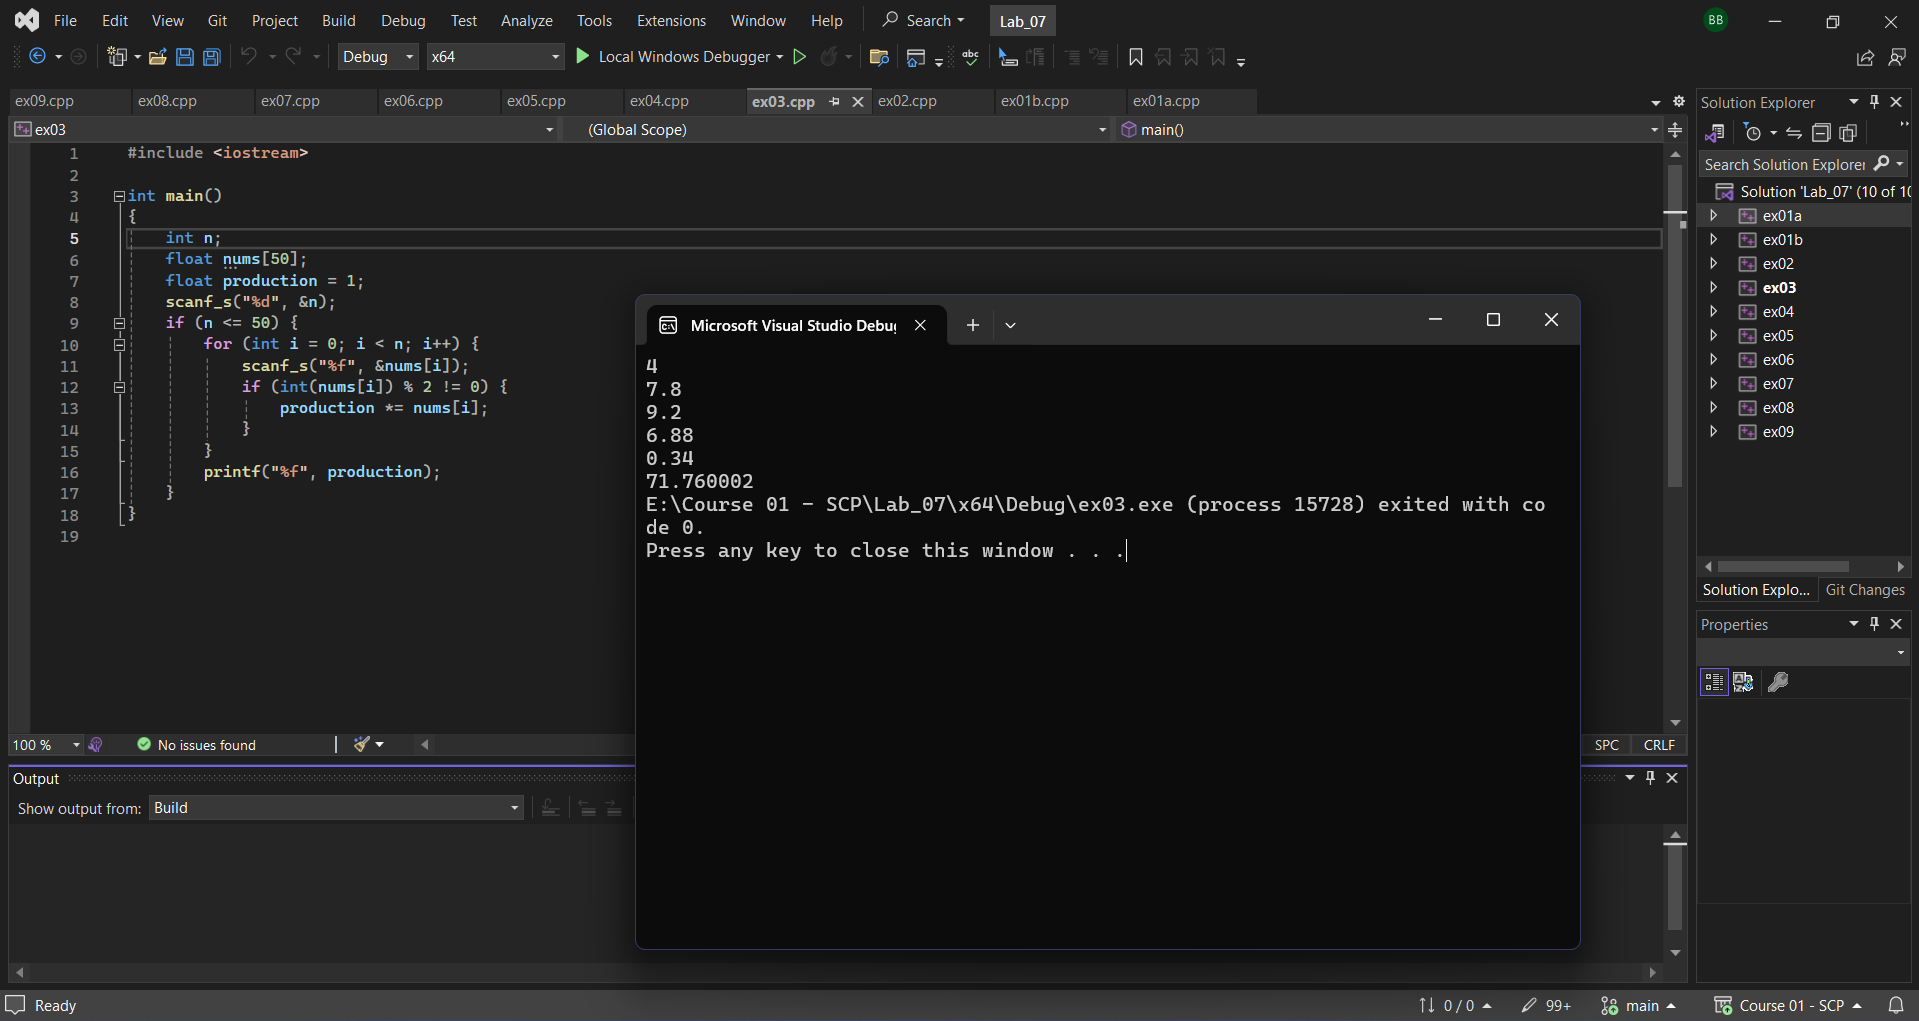 File Edit View Git Project Build Debug Test Analyze Tools Extensions Window Help Search Lab_07 BB
Debug x64 Local Windows Debugger abc
ex09.cpp ex08.cpp ex07.cpp ex06.cpp ex05.cpp ex04.cpp ex03.cpp ex02.cpp ex01b.cpp ex01a.cpp
ex03 (Global Scope) main()
1 #include <iostream>
2
3 int main()
4 {
5 int n;
6 float nums[50];
7 float production = 1;
8 scanf_s("%d", &n);
9 if (n <= 50) {
10 for (int i = 0; i < n; i++) {
11 scanf_s("%f", &nums[i]);
12 if (int(nums[i]) % 2 != 0) {
13 production *= nums[i];
14 }
15 }
16 printf("%f", production);
17 }
18 }
19
100 % No issues found SPC CRLF
Output
Show output from: Build
Microsoft Visual Studio Debu
4
7.8
9.2
6.88
0.34
71.760002
E:\Course 01 - SCP\Lab_07\x64\Debug\ex03.exe (process 15728) exited with co
de 0.
Press any key to close this window . . .
Solution Explorer
Search Solution Explorer
Solution 'Lab_07' (10 of 10
ex01a
ex01b
ex02
ex03
ex04
ex05
ex06
ex07
ex08
ex09
Solution Explo... Git Changes
Properties
Ready 0 / 0 99+ main Course 01 - SCP